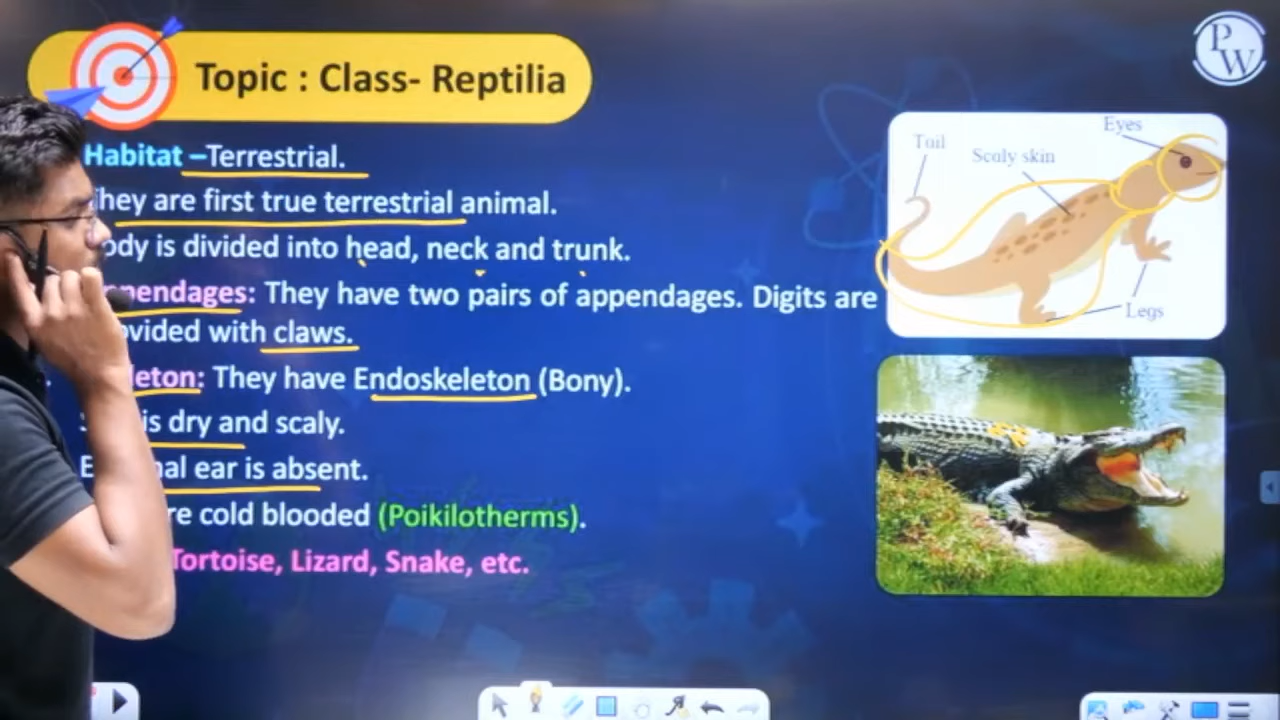 Topic : Class- Reptilia
PW
Habitat –Terrestrial.
hey are first true terrestrial animal.
ody is divided into head, neck and trunk.
ppendages: They have two pairs of appendages. Digits are
ovided with claws.
leton: They have Endoskeleton (Bony).
is dry and scaly.
nal ear is absent.
re cold blooded (Poikilotherms).
Tortoise, Lizard, Snake, etc.
Eyes
Tail
Scaly skin
Legs